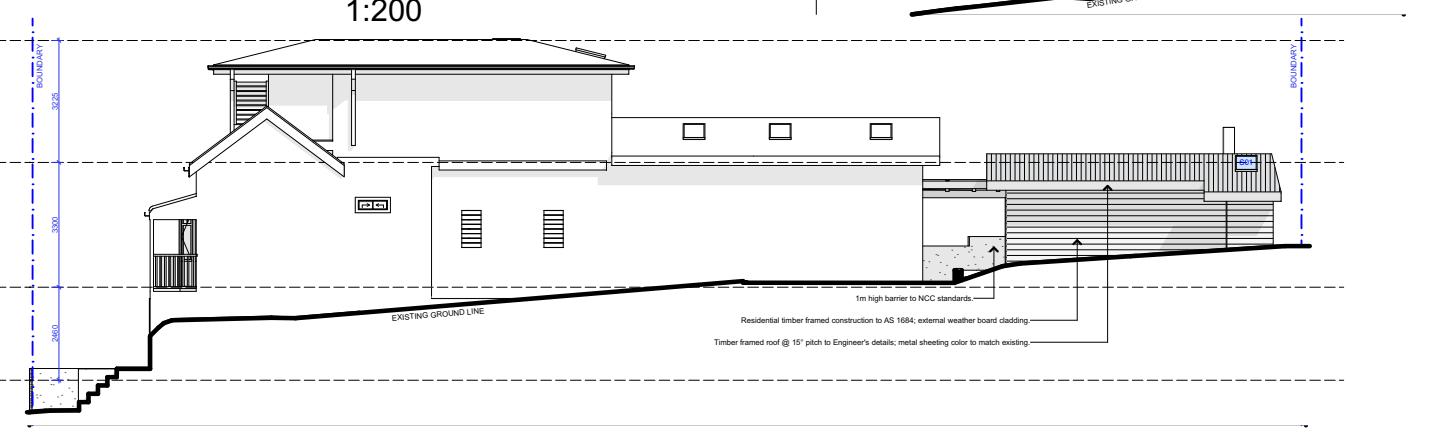 1:200
EXISTING
BOUNDARY
BOUNDARY
3225
S01
3300
1m high barrier to NCC standards.
EXISTING GROUND LINE
Residential timber framed construction to AS 1684; external weather board cladding.
2460
Timber framed roof @ 15° pitch to Engineer's details; metal sheeting color to match existing.